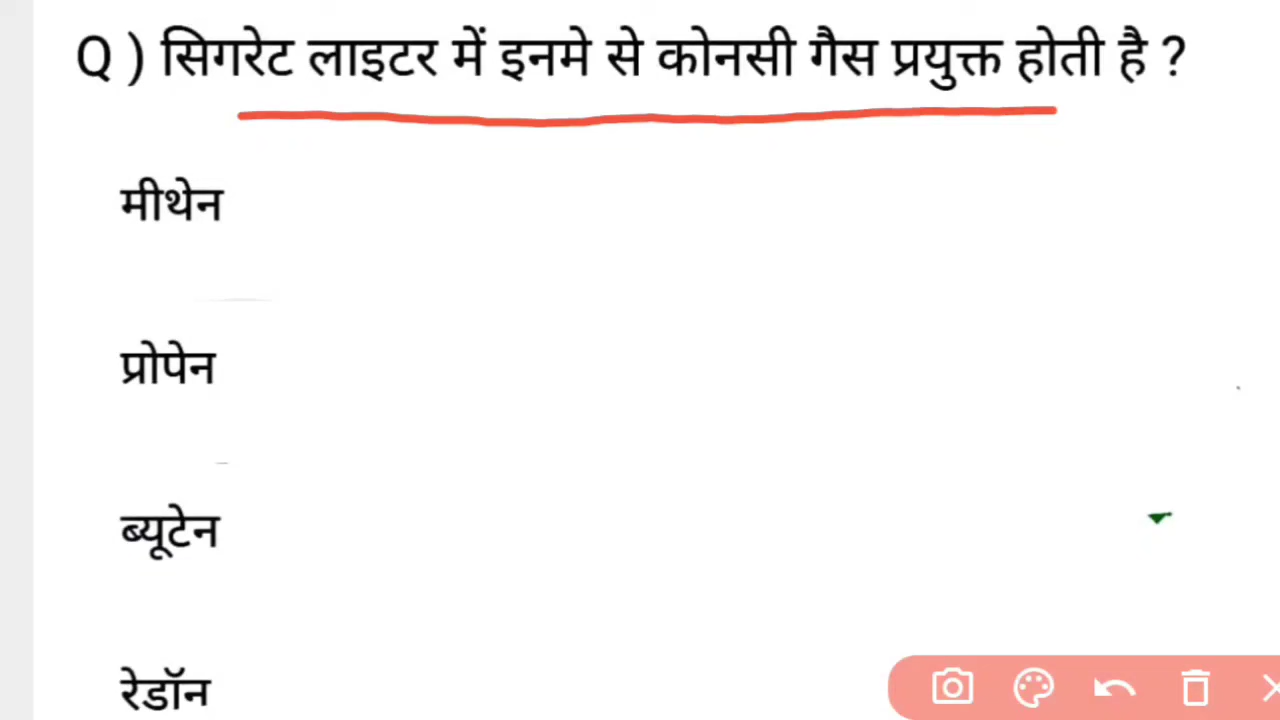 Q ) सिगरेट लाइटर में इनमे से कोनसी गैस प्रयुक्त होती है ?
मीथेन
प्रोपेन
ब्यूटेन
रेडॉन